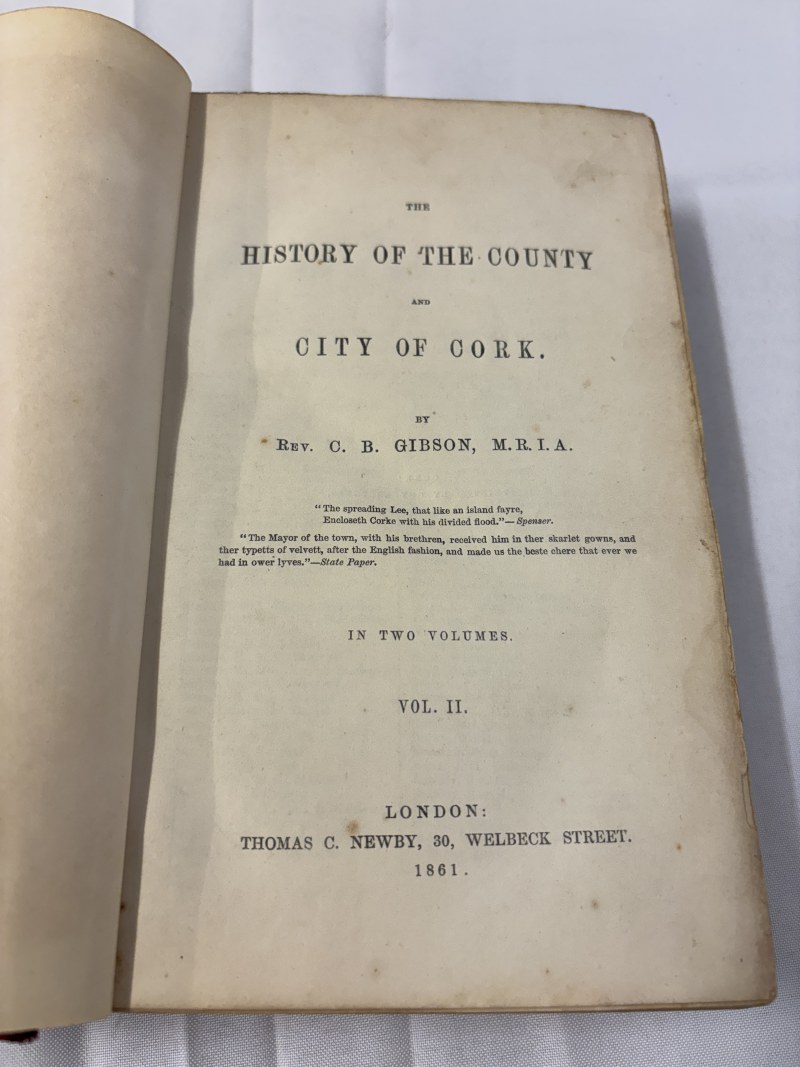 THE
HISTORY OF THE COUNTY
AND
CITY OF CORK.
BY
REV. C. B. GIBSON, M.R.I.A.
"The spreading Lee, that like an island fayre,
Encloseth Corke with his divided flood."—Spenser.
"The Mayor of the town, with his brethren, received him in ther skarlet gowns, and
ther typetts of velvett, after the English fashion, and made us the beste chere that ever we
had in ower lyves."—State Paper.
IN TWO VOLUMES.
VOL. II.
LONDON:
THOMAS C. NEWBY, 30, WELBECK STREET.
1861.